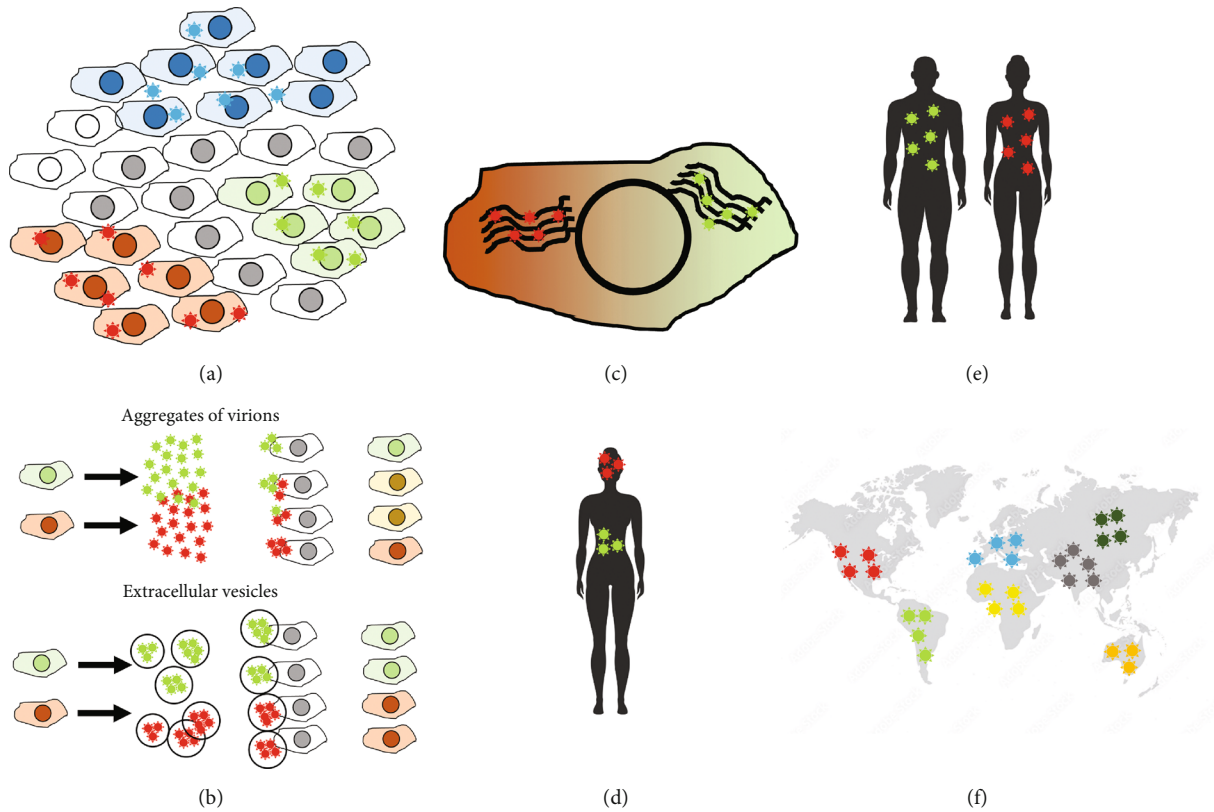 (a)
(c)
(e)
Aggregates of virions
Extracellular vesicles
(b)
(d)
(f)